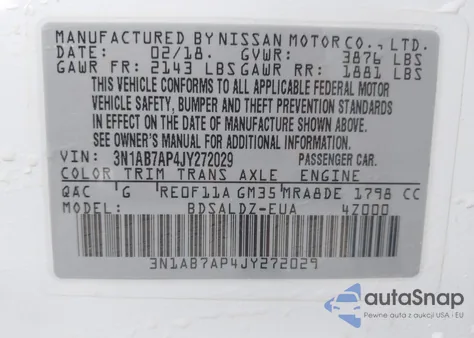 MANUFACTURED BY NISSAN MOTOR CO., LTD.
DATE: 02/18. GVWR: 3876 LBS
GAWR FR: 2143 LBS GAWR RR: 1881 LBS
THIS VEHICLE CONFORMS TO ALL APPLICABLE FEDERAL MOTOR
VEHICLE SAFETY, BUMPER AND THEFT PREVENTION STANDARDS
IN EFFECT ON THE DATE OF MANUFACTURE SHOWN ABOVE.
SEE OWNER'S MANUAL FOR ADDITIONAL INFORMATION
VIN: 3N1AB7AP4JY272029 PASSENGER CAR.
COLOR TRIM TRANS AXLE ENGINE
QAC G RE0F11A GM35 MRA8DE 1798 CC
MODEL: BDSALDZ-EUA 4Z000
3N1AB7AP4JY272029
autoSnap
Pewne auta z aukcji USA - EU